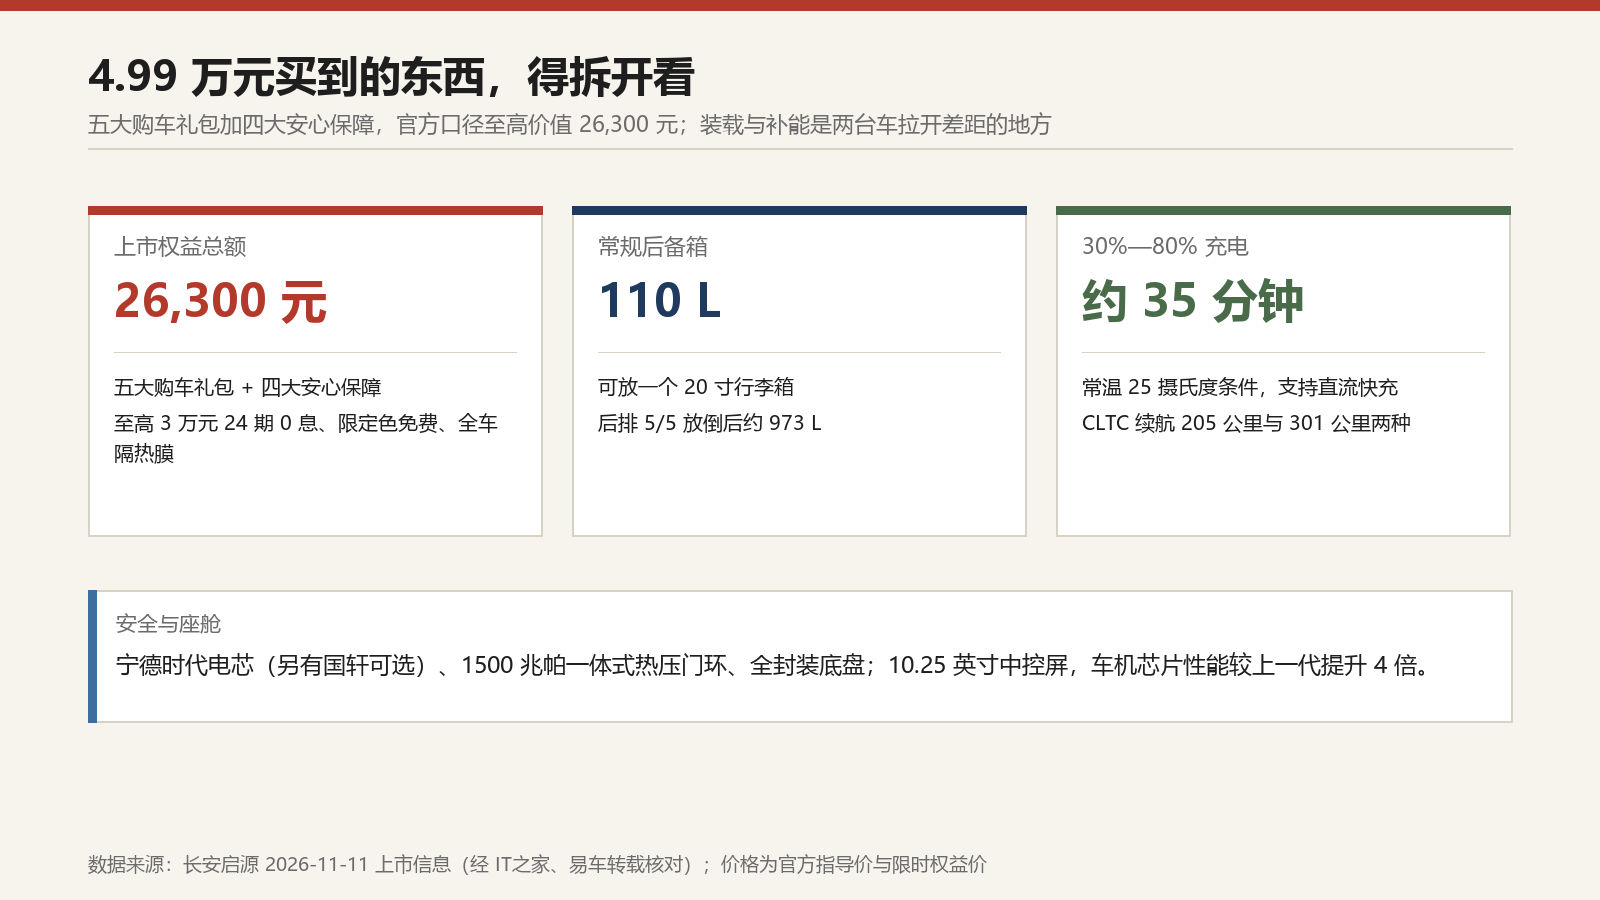 4.99 万元买到的东西，得拆开看
五大购车礼包加四大安心保障，官方口径至高价值 26,300 元；装载与补能是两台车拉开差距的地方
上市权益总额
26,300 元
五大购车礼包 + 四大安心保障
至高 3 万元 24 期 0 息、限定色免费、全车
隔热膜
常规后备箱
110 L
可放一个 20 寸行李箱
后排 5/5 放倒后约 973 L
30%—80% 充电
约 35 分钟
常温 25 摄氏度条件，支持直流快充
CLTC 续航 205 公里与 301 公里两种
安全与座舱
宁德时代电芯（另有国轩可选）、1500 兆帕一体式热压门环、全封装底盘；10.25 英寸中控屏，车机芯片性能较上一代提升 4 倍。
数据来源：长安启源 2026-11-11 上市信息（经 IT之家、易车转载核对）；价格为官方指导价与限时权益价